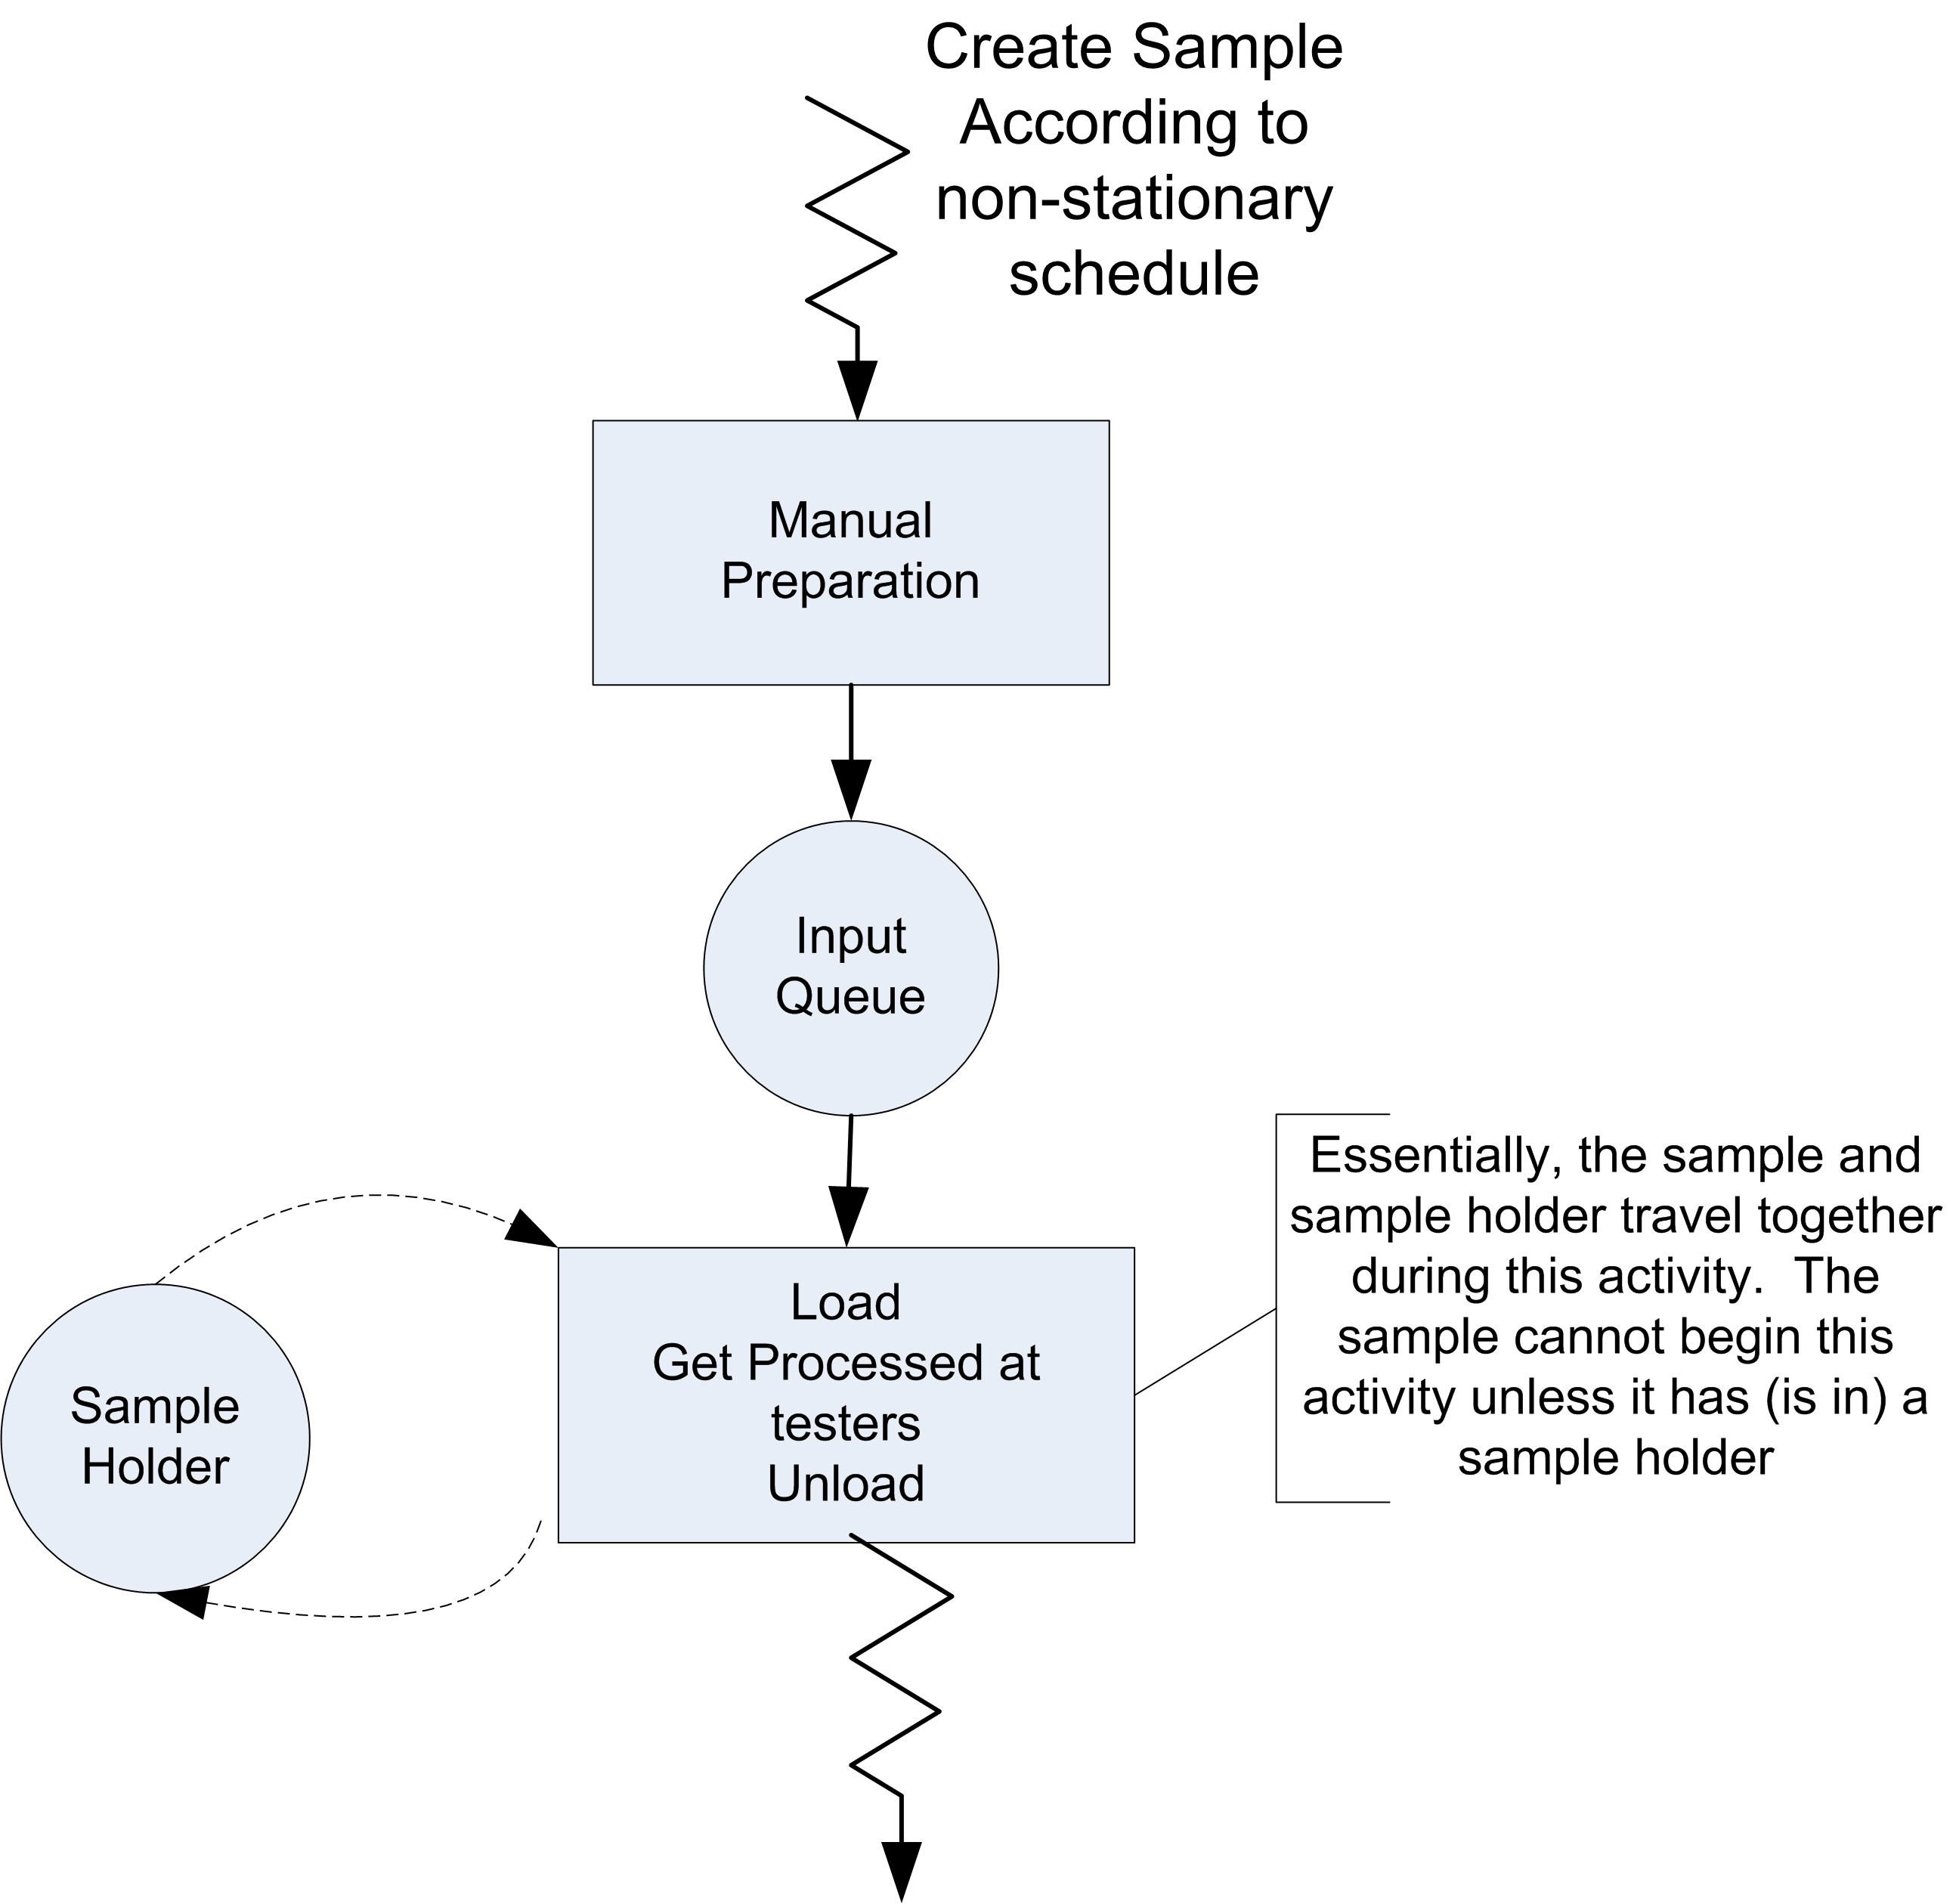 Create Sample
According to
non-stationary
schedule
Manual
Preparation
Input
Queue
Essentially, the sample and
sample holder travel together
during this activity.  The
sample cannot begin this
activity unless it has (is in) a
sample holder
Load
Get Processed at
testers
Unload
Sample
Holder